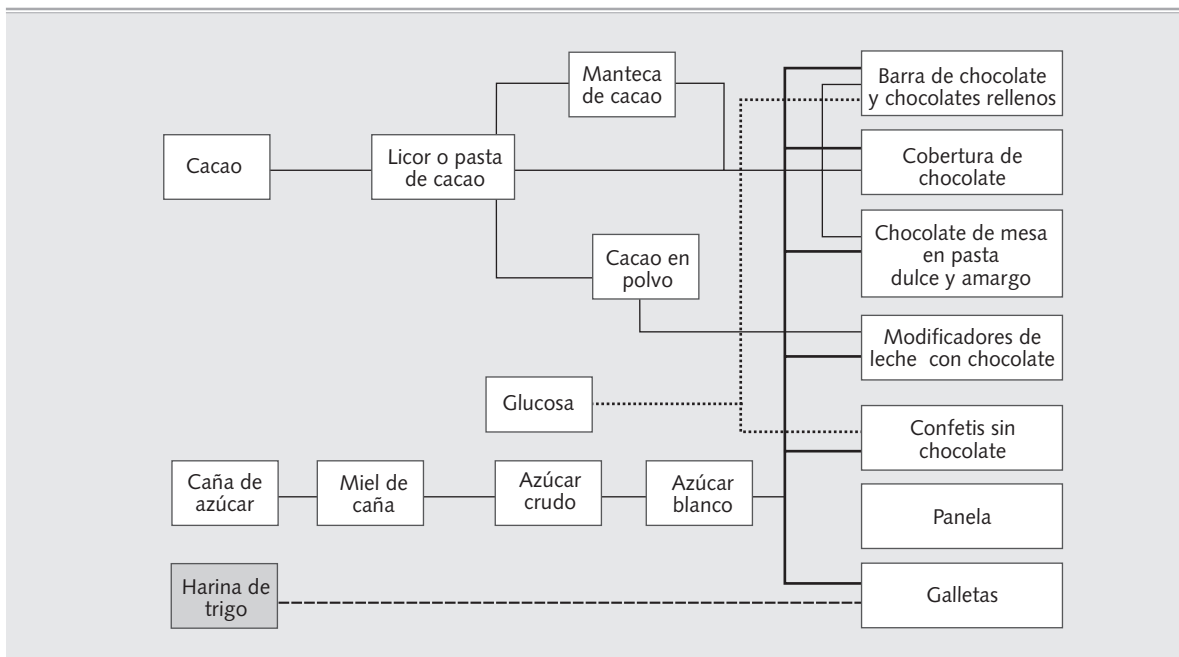 Manteca
de cacao
Barra de chocolate
y chocolates rellenos
Cacao
Licor o pasta
de cacao
Cobertura de
chocolate
Chocolate de mesa
en pasta
dulce y amargo
Cacao en
polvo
Modificadores de
leche con chocolate
Glucosa
Confetis sin
chocolate
Caña de
azúcar
Miel de
caña
Azúcar
crudo
Azúcar
blanco
Panela
Harina de
trigo
Galletas